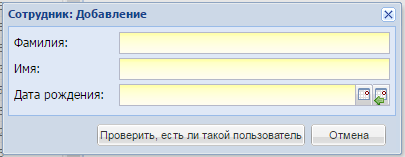 Сотрудник: Добавление
Фамилия:
Имя:
Дата рождения:
Проверить, есть ли такой пользователь Отмена